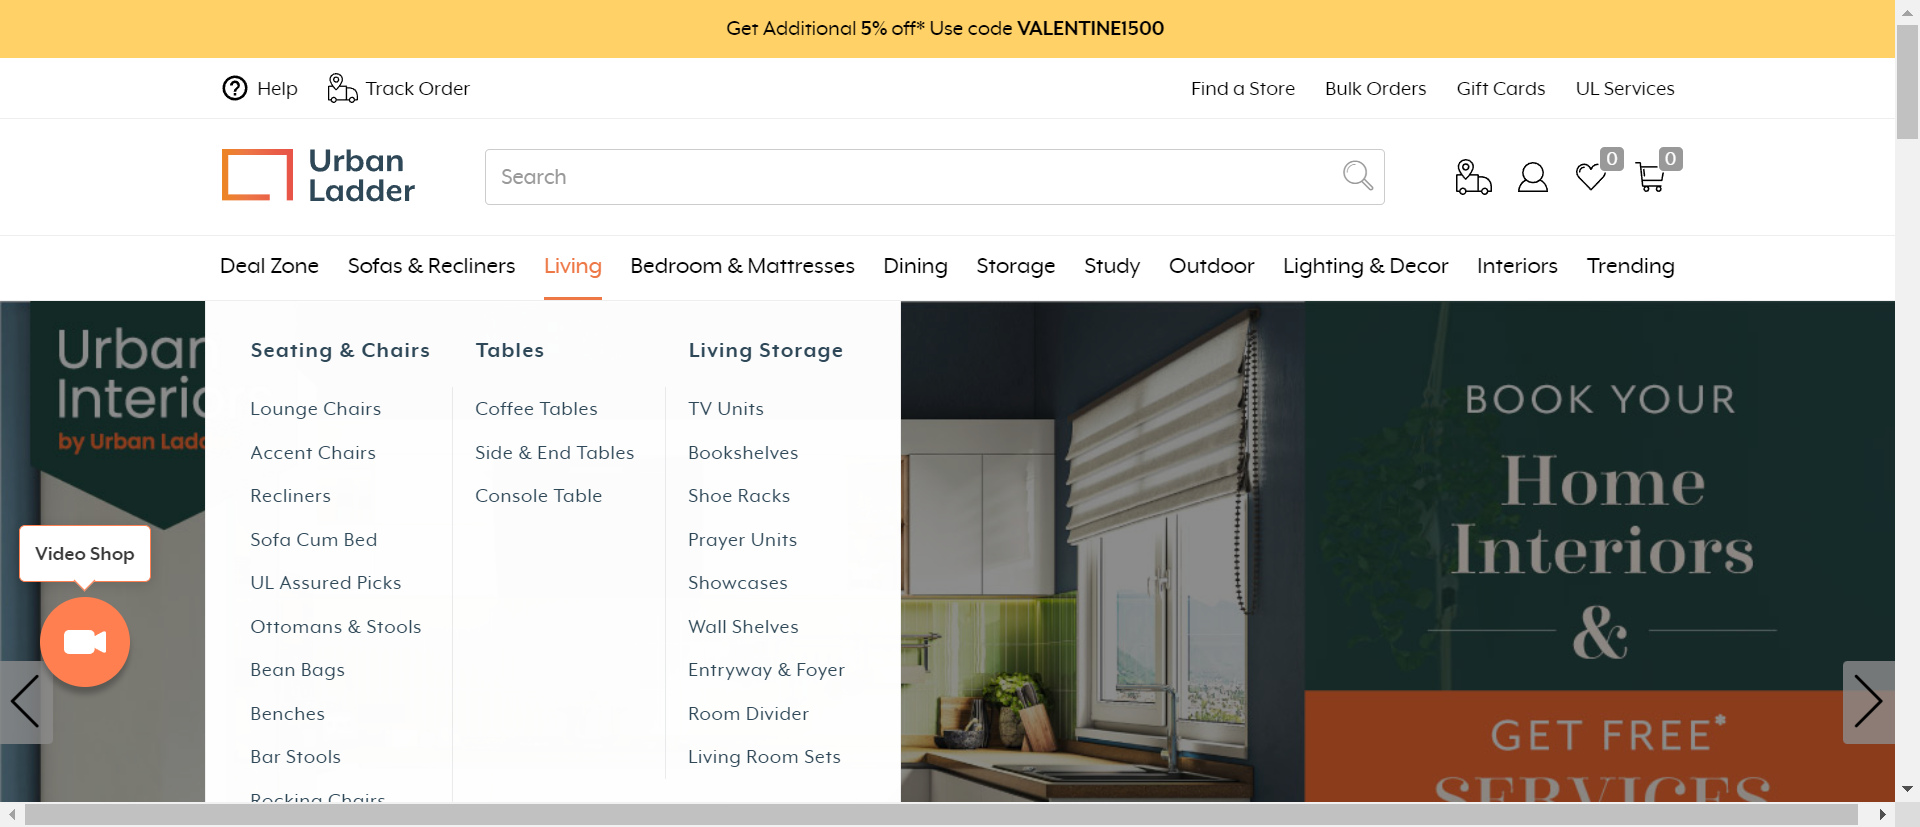 Get Additional 5% off* Use code VALENTINE1500
Help
Track Order
Find a Store
Bulk Orders
Gift Cards
UL Services
Urban
Ladder
Search
0
0
Deal Zone
Sofas & Recliners
Living
Bedroom & Mattresses
Dining
Storage
Study
Outdoor
Lighting & Decor
Interiors
Trending
Seating & Chairs
Lounge Chairs
Accent Chairs
Recliners
Sofa Cum Bed
UL Assured Picks
Ottomans & Stools
Bean Bags
Benches
Bar Stools
Rocking Chairs
Tables
Coffee Tables
Side & End Tables
Console Table
Living Storage
TV Units
Bookshelves
Shoe Racks
Prayer Units
Showcases
Wall Shelves
Entryway & Foyer
Room Divider
Living Room Sets
Urban
Interio
by Urban Ladd
Video Shop
BOOK YOUR
Home
Interiors
&
GET FREE*
SERVICES